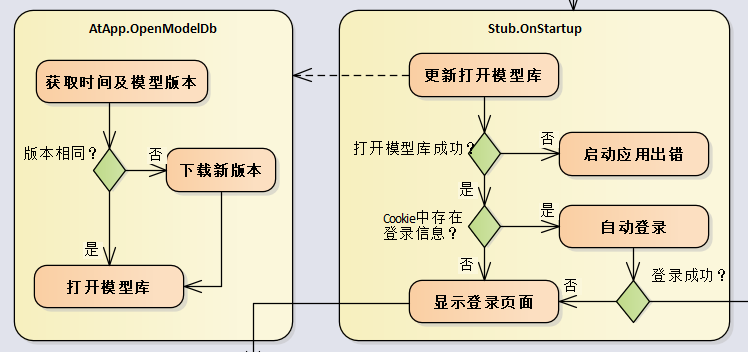 AtApp.OpenModelDb
获取时间及模型版本
版本相同？
否
下载新版本
是
打开模型库
Stub.OnStartup
更新打开模型库
打开模型库成功？
否
启动应用出错
是
Cookie中存在
登录信息？
是
自动登录
否
登录成功？
否
显示登录页面